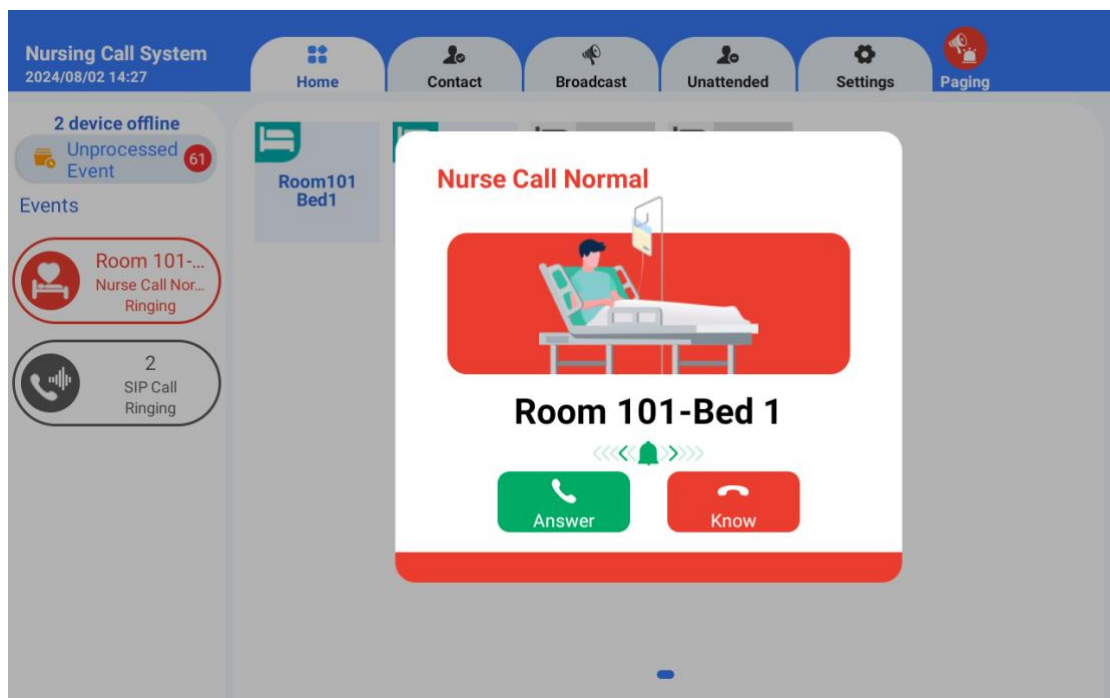 Nursing Call System
2024/08/02 14:27
Home
Contact
Broadcast
Unattended
Settings
Paging
2 device offline
Unprocessed
Event
61
Events
Room 101-...
Nurse Call Nor...
Ringing
2
SIP Call
Ringing
Room101
Bed1
Nurse Call Normal
Room 101-Bed 1
Answer
Know